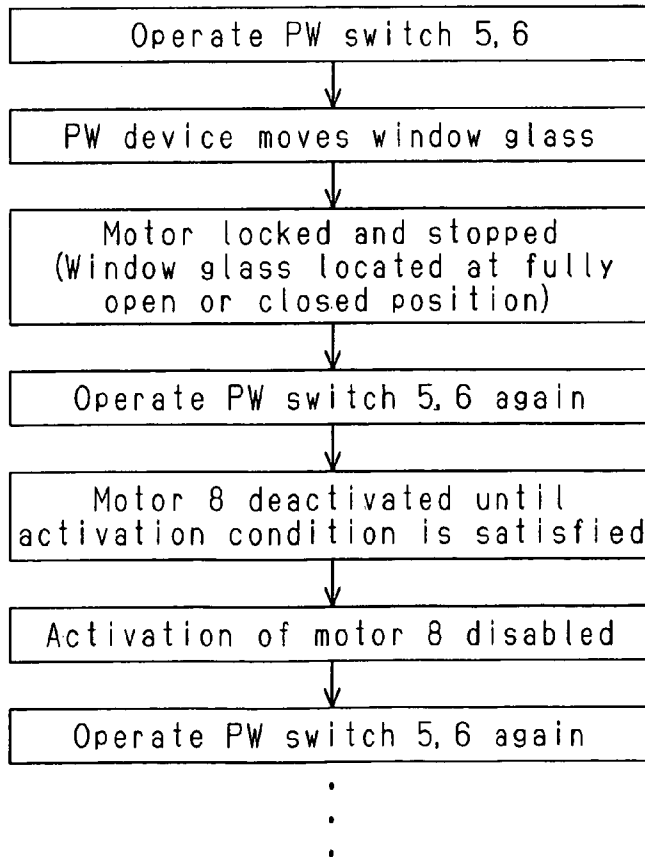 Operate PW switch 5, 6
PW device moves window glass
Motor locked and stopped
(Window glass located at fully
open or closed position)
Operate PW switch 5, 6 again
Motor 8 deactivated until
activation condition is satisfied
Activation of motor 8 disabled
Operate PW switch 5, 6 again